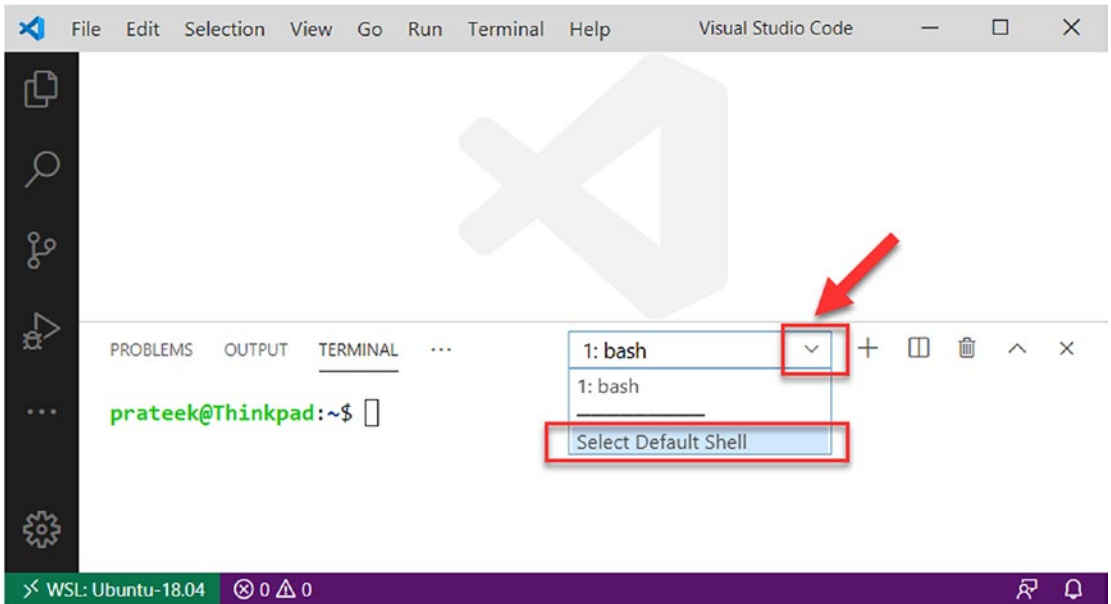 File Edit Selection View Go Run Terminal Help Visual Studio Code
PROBLEMS OUTPUT TERMINAL ... 1: bash
1: bash
prateek@Thinkpad:~$
Select Default Shell
WSL: Ubuntu-18.04 0 0